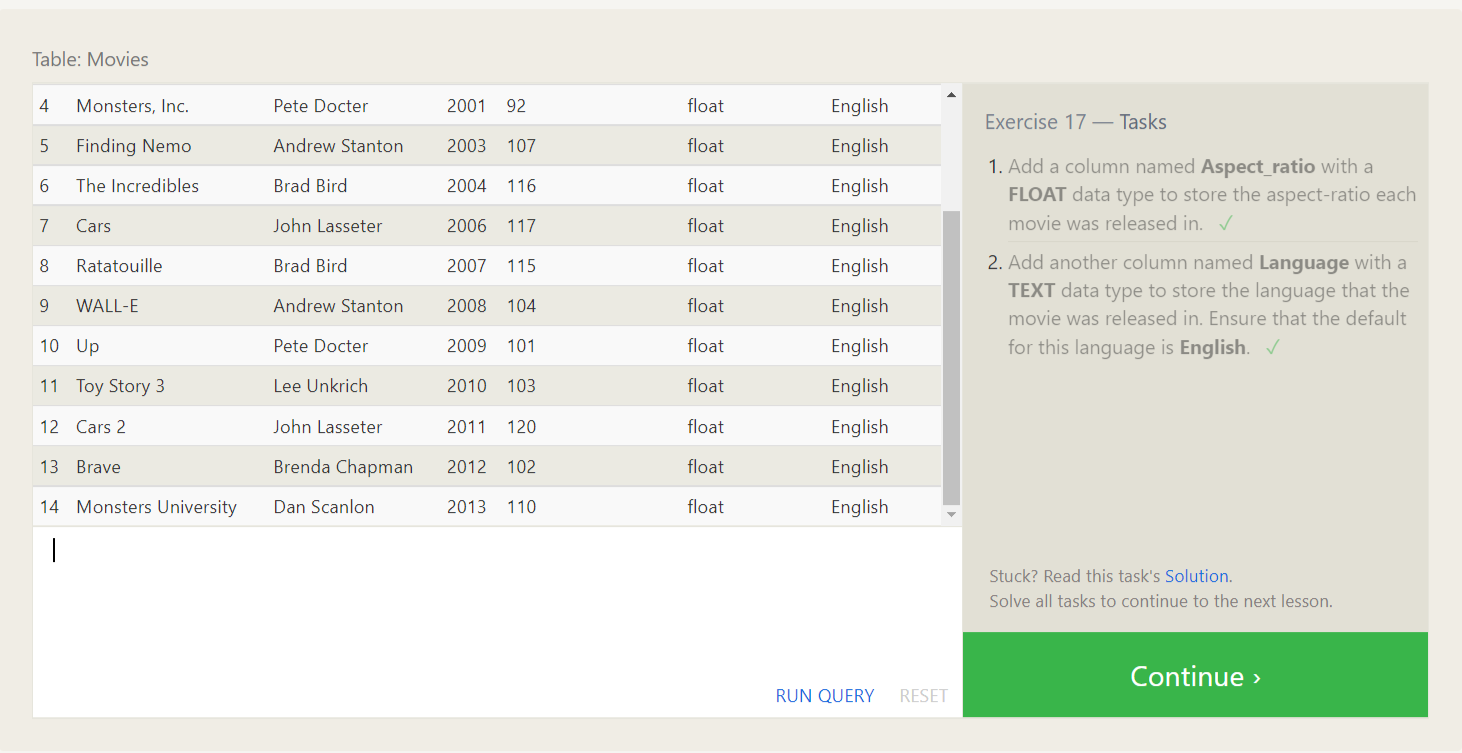 Table: Movies
4 Monsters, Inc. Pete Docter 2001 92 float English
5 Finding Nemo Andrew Stanton 2003 107 float English
6 The Incredibles Brad Bird 2004 116 float English
7 Cars John Lasseter 2006 117 float English
8 Ratatouille Brad Bird 2007 115 float English
9 WALL-E Andrew Stanton 2008 104 float English
10 Up Pete Docter 2009 101 float English
11 Toy Story 3 Lee Unkrich 2010 103 float English
12 Cars 2 John Lasseter 2011 120 float English
13 Brave Brenda Chapman 2012 102 float English
14 Monsters University Dan Scanlon 2013 110 float English
RUN QUERY RESET
Exercise 17 — Tasks
1. Add a column named Aspect_ratio with a
FLOAT data type to store the aspect-ratio each
movie was released in. ✓
2. Add another column named Language with a
TEXT data type to store the language that the
movie was released in. Ensure that the default
for this language is English. ✓
Stuck? Read this task's Solution.
Solve all tasks to continue to the next lesson.
Continue ›